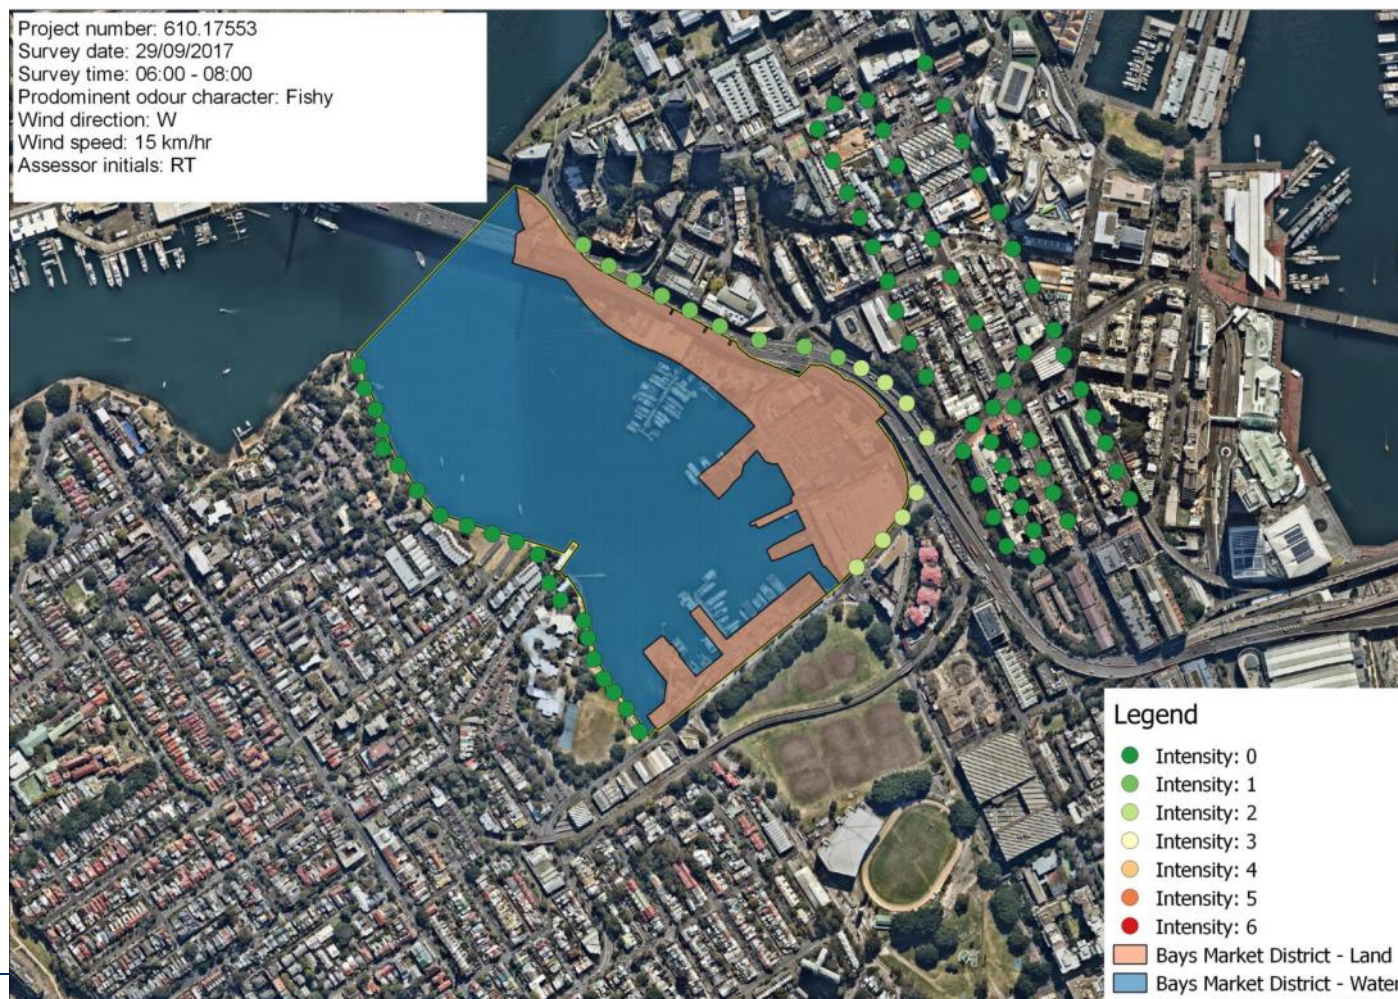 Project number: 610.17553
Survey date: 29/09/2017
Survey time: 06:00 - 08:00
Prodominent odour character: Fishy
Wind direction: W
Wind speed: 15 km/hr
Assessor initials: RT
Legend
Intensity: 0
Intensity: 1
Intensity: 2
Intensity: 3
Intensity: 4
Intensity: 5
Intensity: 6
Bays Market District - Land
Bays Market District - Water